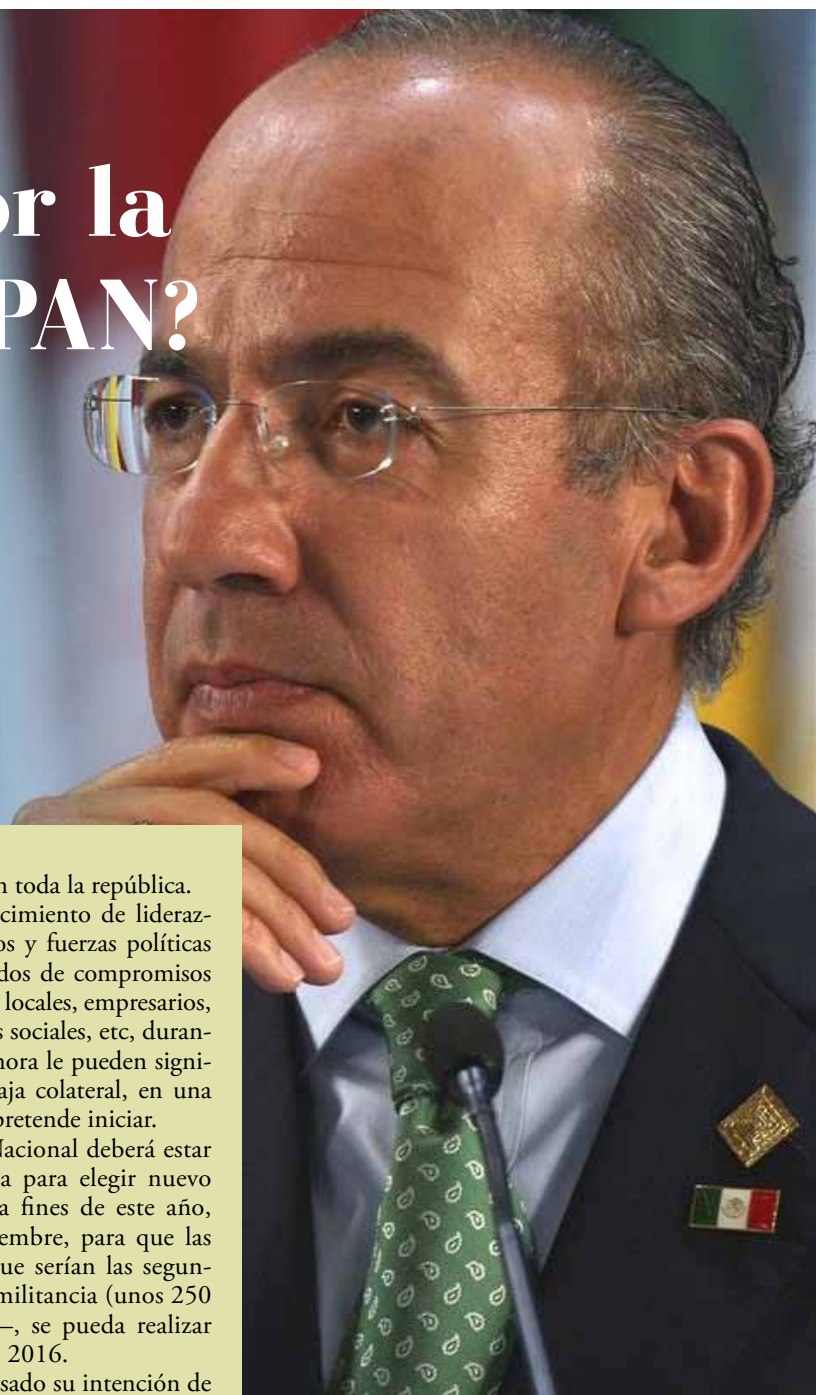 or la
PAN?
n toda la república.
cimiento de lideraz-
os y fuerzas políticas
dos de compromisos
locales, empresarios,
s sociales, etc, duran-
hora le pueden signi-
aja colateral, en una
pretende iniciar.
Nacional deberá estar
a para elegir nuevo
a fines de este año,
embre, para que las
ue serían las segun-
militancia (unos 250
–, se pueda realizar
2016.
sado su intención de